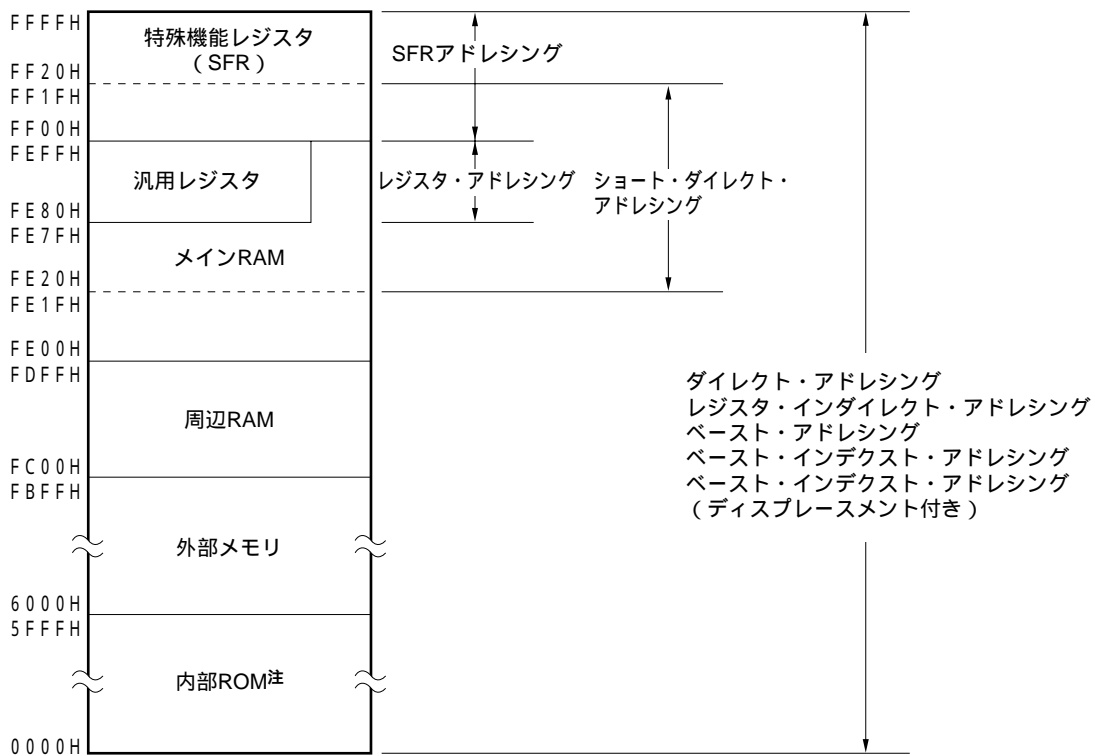 FFFFH
特殊機能レジスタ
（SFR）
SFRアドレシング
FF20H
FF1FH
FF00H
FEFFH
汎用レジスタ
レジスタ・アドレシング
ショート・ダイレクト・
アドレシング
FE80H
FE7FH
メインRAM
FE20H
FE1FH
FE00H
FDFFH
周辺RAM
ダイレクト・アドレシング
レジスタ・インダイレクト・アドレシング
ベースト・アドレシング
ベースト・インデクスト・アドレシング
ベースト・インデクスト・アドレシング
（ディスプレースメント付き）
FC00H
FBFFH
外部メモリ
6000H
5FFFH
内部ROM注
0000H